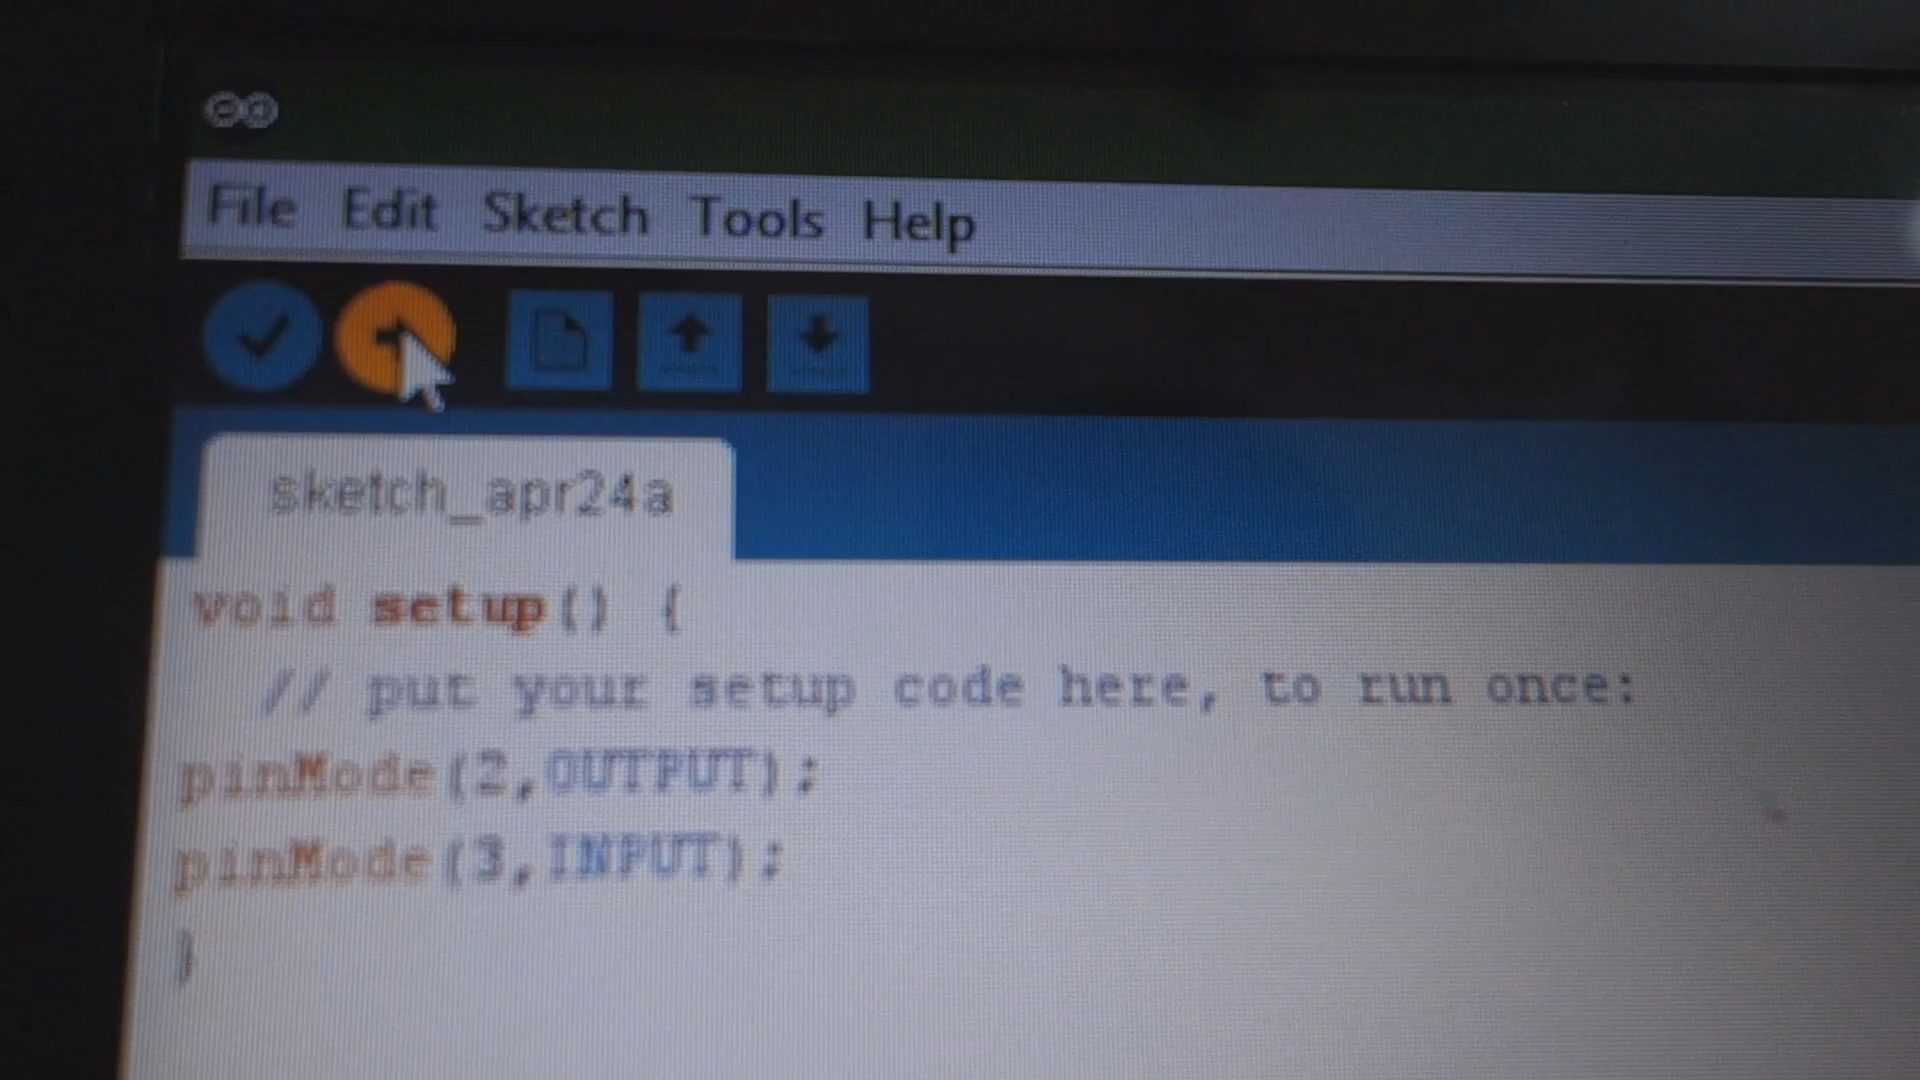 File Edit Sketch Tools Help
sketch_apr24a
void setup() {
// put your setup code here, to run once:
pinMode(2,OUTPUT);
pinMode(3,INPUT);
}